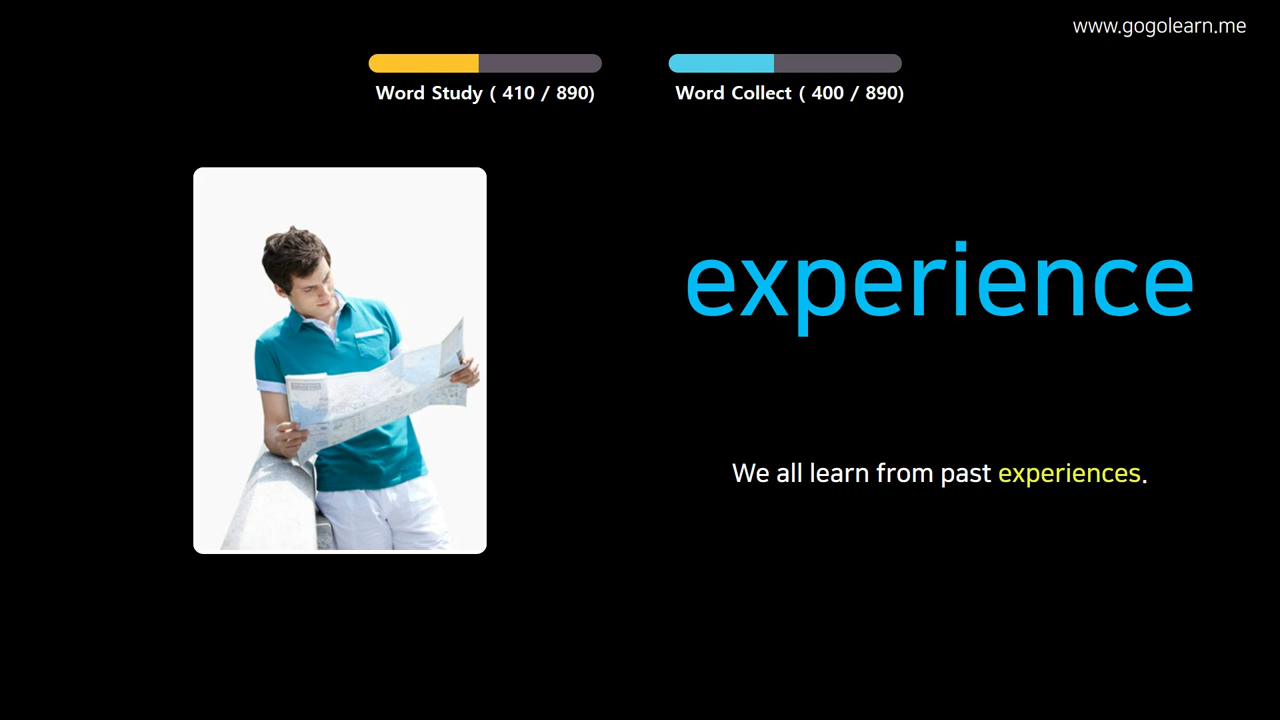 www.gogolearn.me
Word Study ( 410 / 890)
Word Collect ( 400 / 890)
experience
We all learn from past experiences.